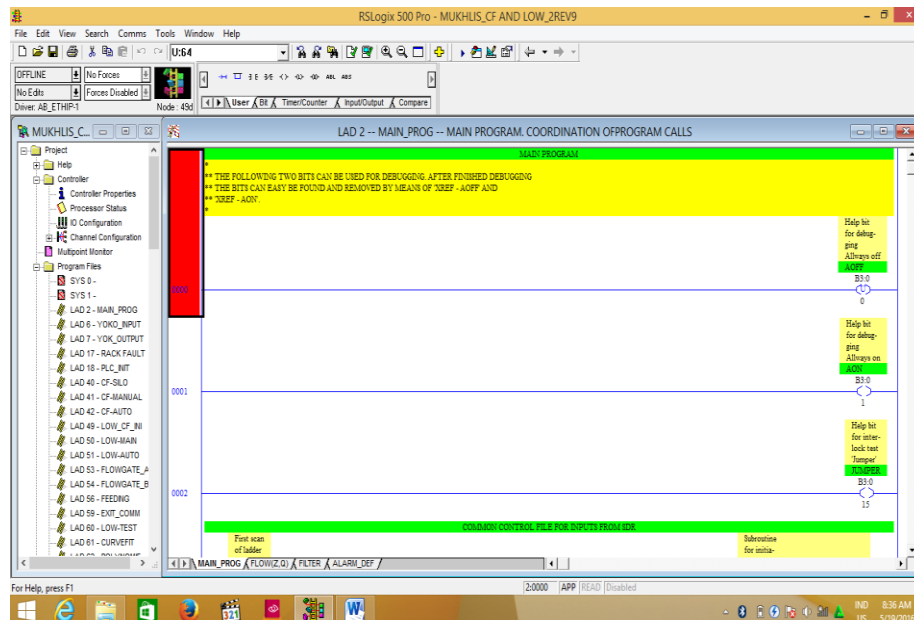 RSLogix 500 Pro - MUKHLIS_CF AND LOW_2REV9
File Edit View Search Comms Tools Window Help
U:64
OFFLINE No Forces
No Edits Forces Disabled
Driver: AB_ETHIP-1 Node : 49d
ABL ABS
User Bit Timer/Counter Input/Output Compare
MUKHLIS_C...
LAD 2 -- MAIN_PROG -- MAIN PROGRAM. COORDINATION OFPROGRAM CALLS
Project
Help
Controller
Controller Properties
Processor Status
IO Configuration
Channel Configuration
Multipoint Monitor
Program Files
SYS 0 -
SYS 1 -
LAD 2 - MAIN_PROG
LAD 6 - YOKO_INPUT
LAD 7 - YOK_OUTPUT
LAD 17 - RACK FAULT
LAD 18 - PLC_INIT
LAD 40 - CF-SILO
LAD 41 - CF-MANUAL
LAD 42 - CF-AUTO
LAD 49 - LOW_CF_INI
LAD 50 - LOW-MAIN
LAD 51 - LOW-AUTO
LAD 53 - FLOWGATE_A
LAD 54 - FLOWGATE_B
LAD 56 - FEEDING
LAD 59 - EXIT_COMM
LAD 60 - LOW-TEST
LAD 61 - CURVEFIT
MAIN PROGRAM
*
** THE FOLLOWING TWO BITS CAN BE USED FOR DEBUGGING. AFTER FINISHED DEBUGGING
** THE BITS CAN EASY BE FOUND AND REMOVED BY MEANS OF 'XREF - AOFF AND
** 'XREF - AON'.
*
Help bit
for debug-
ging
Allways off
AOFF
B3:0
0000
U
0
Help bit
for debug-
ging
Allways on
AON
B3:0
0001
1
Help bit
for inter-
lock test
'Jumper'
JUMPER
B3:0
0002
15
COMMON CONTROL FILE FOR INPUTS FROM SDR
First scan
of ladder
Subroutine
for initia-
MAIN_PROG FLOW(Z,Q) FILTER ALARM_DEF
For Help, press F1
2:0000 APP READ Disabled
321
IND 8:36 AM
US 5/19/2016